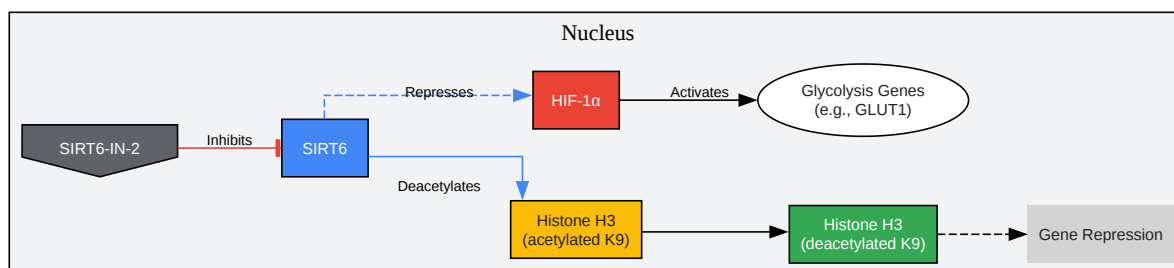 Nucleus
Represses
HIF-1α
Activates
Glycolysis Genes
(e.g., GLUT1)
SIRT6-IN-2
Inhibits
SIRT6
Deacetylates
Histone H3
(acetylated K9)
Histone H3
(deacetylated K9)
Gene Repression